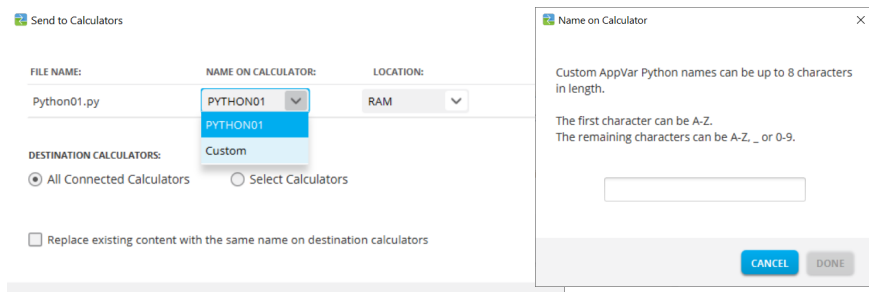 Send to Calculators
FILE NAME: NAME ON CALCULATOR: LOCATION:
Python01.py PYTHON01 RAM
PYTHON01
Custom
DESTINATION CALCULATORS:
All Connected Calculators Select Calculators
Replace existing content with the same name on destination calculators
Name on Calculator
Custom AppVar Python names can be up to 8 characters
in length.
The first character can be A-Z.
The remaining characters can be A-Z, _ or 0-9.
CANCEL DONE